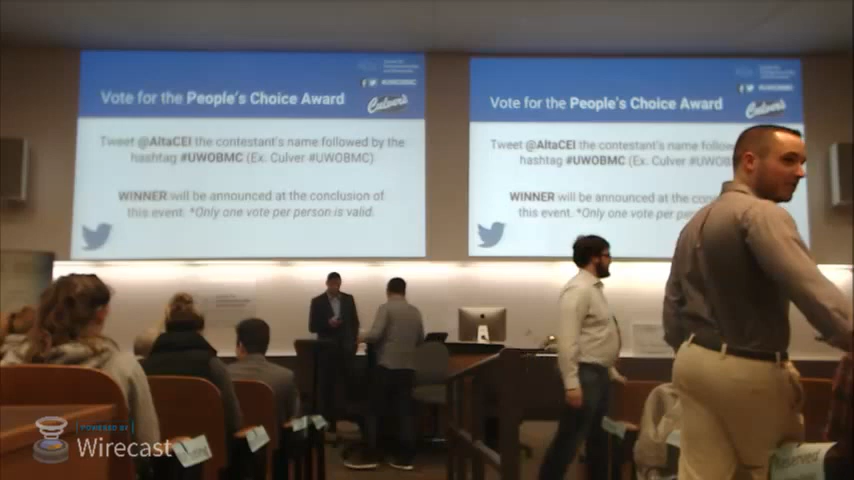 Vote for the People's Choice Award
Culver's
Tweet @AltaCEI the contestant's name followed by the
hashtag #UWOBMC (Ex. Culver #UWOBMC)
WINNER will be announced at the conclusion of
this event. *Only one vote per person is valid.
Vote for the People's Choice Award
Culver's
Tweet @AltaCEI the contestant's name follow
hashtag #UWOBMC (Ex. Culver #UWOB
WINNER will be announced at the
this event. *Only one vote per
POWERED BY
Wirecast
Reserved